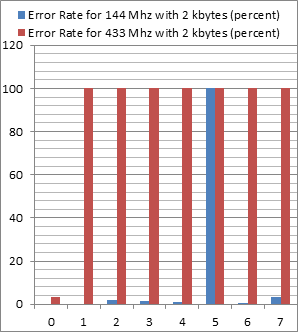 Error Rate for 144 Mhz with 2 kbytes (percent)
Error Rate for 433 Mhz with 2 kbytes (percent)
120
100
80
60
40
20
0
0 1 2 3 4 5 6 7